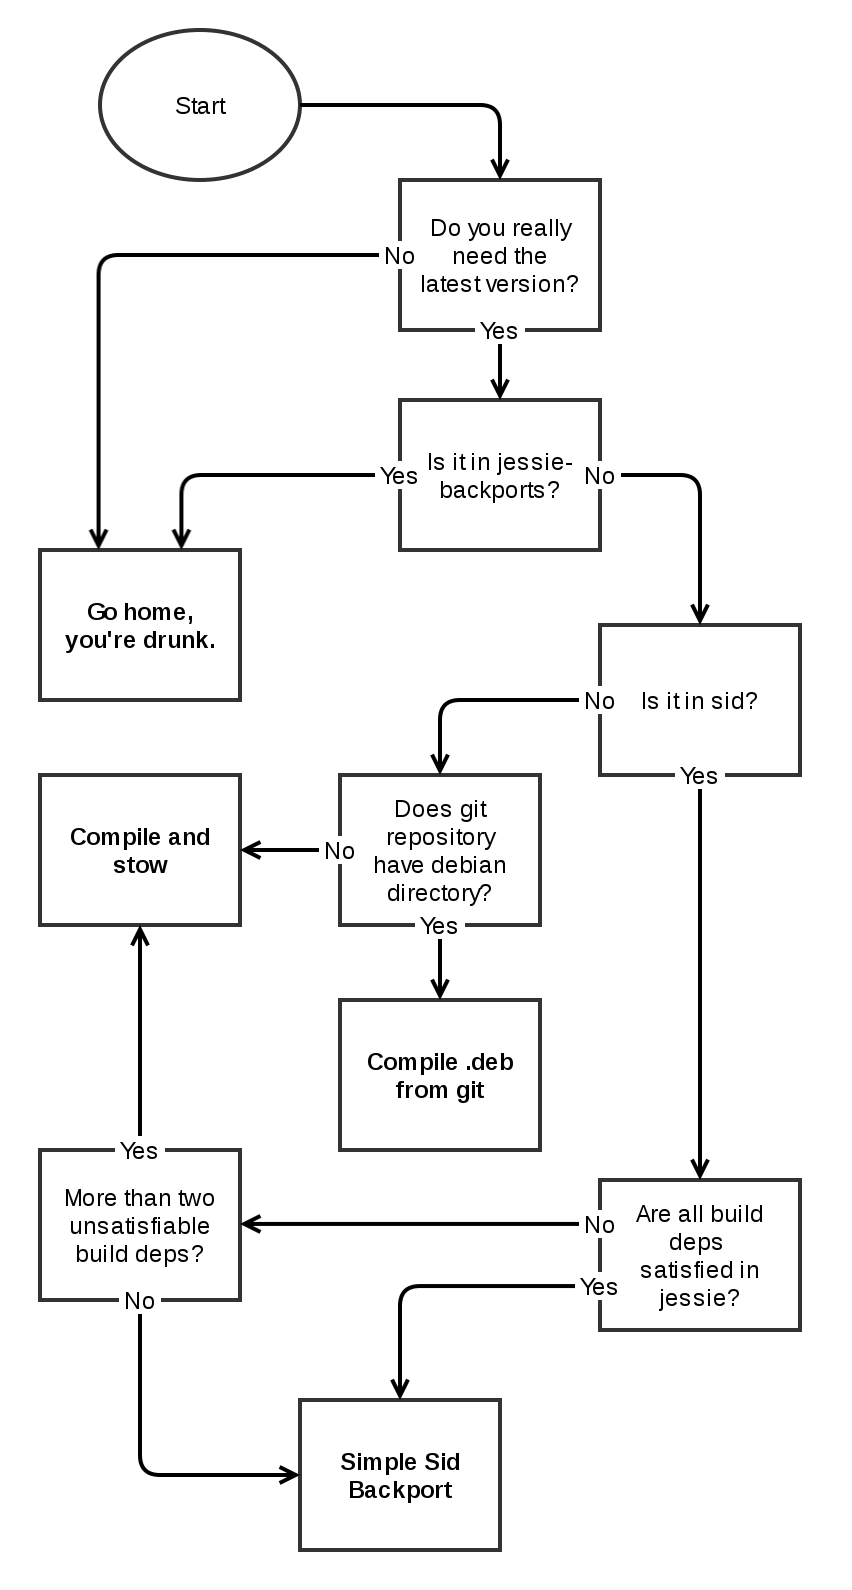 Start
Do you really
need the
latest version?
No
Yes
Is it in jessie-
backports?
Yes
No
Go home,
you're drunk.
Is it in sid?
No
Yes
Compile and
stow
Does git
repository
have debian
directory?
No
Yes
Compile .deb
from git
Yes
More than two
unsatisfiable
build deps?
No
Are all build
deps
satisfied in
jessie?
No
Yes
Simple Sid
Backport